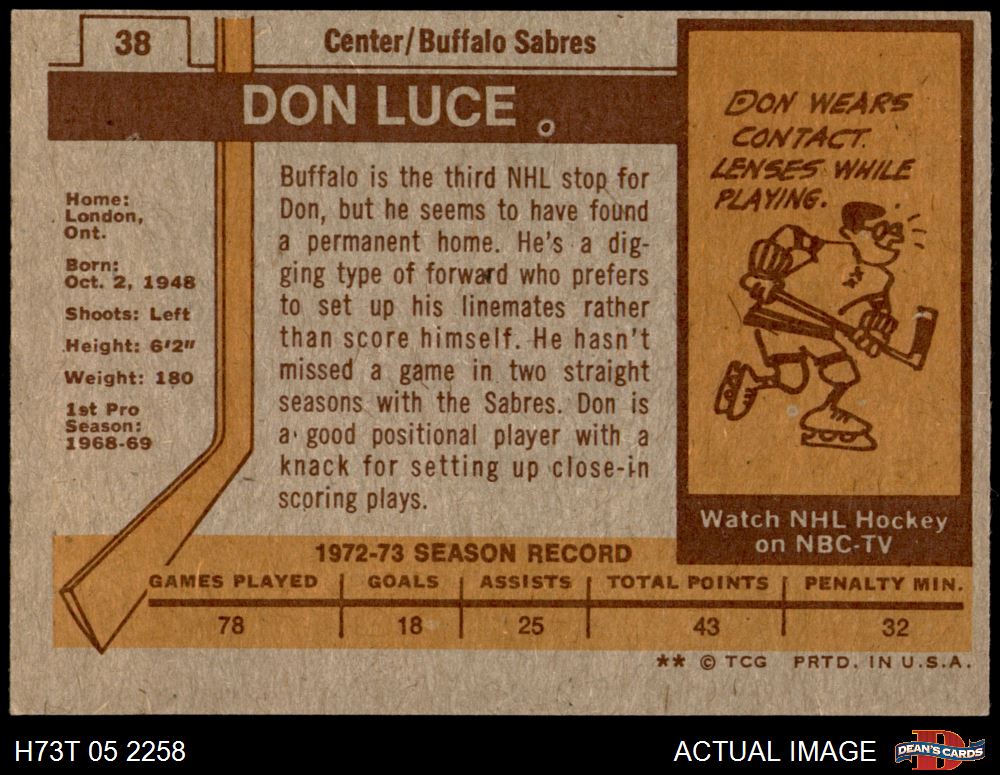 38
Center/Buffalo Sabres
DON LUCE
Home:
London,
Ont.
Born:
Oct. 2, 1948
Shoots: Left
Height: 6'2"
Weight: 180
1st Pro
Season:
1968-69
Buffalo is the third NHL stop for
Don, but he seems to have found
a permanent home. He's a dig-
ging type of forward who prefers
to set up his linemates rather
than score himself. He hasn't
missed a game in two straight
seasons with the Sabres. Don is
a good positional player with a
knack for setting up close-in
scoring plays.
DON WEARS
CONTACT
LENSES WHILE
PLAYING.
Watch NHL Hockey
on NBC-TV
1972-73 SEASON RECORD
GAMES PLAYED GOALS ASSISTS TOTAL POINTS PENALTY MIN.
78 18 25 43 32
** © TCG PRTD. IN U.S.A.
H73T 05 2258
ACTUAL IMAGE
D
DEAN'S CARDS